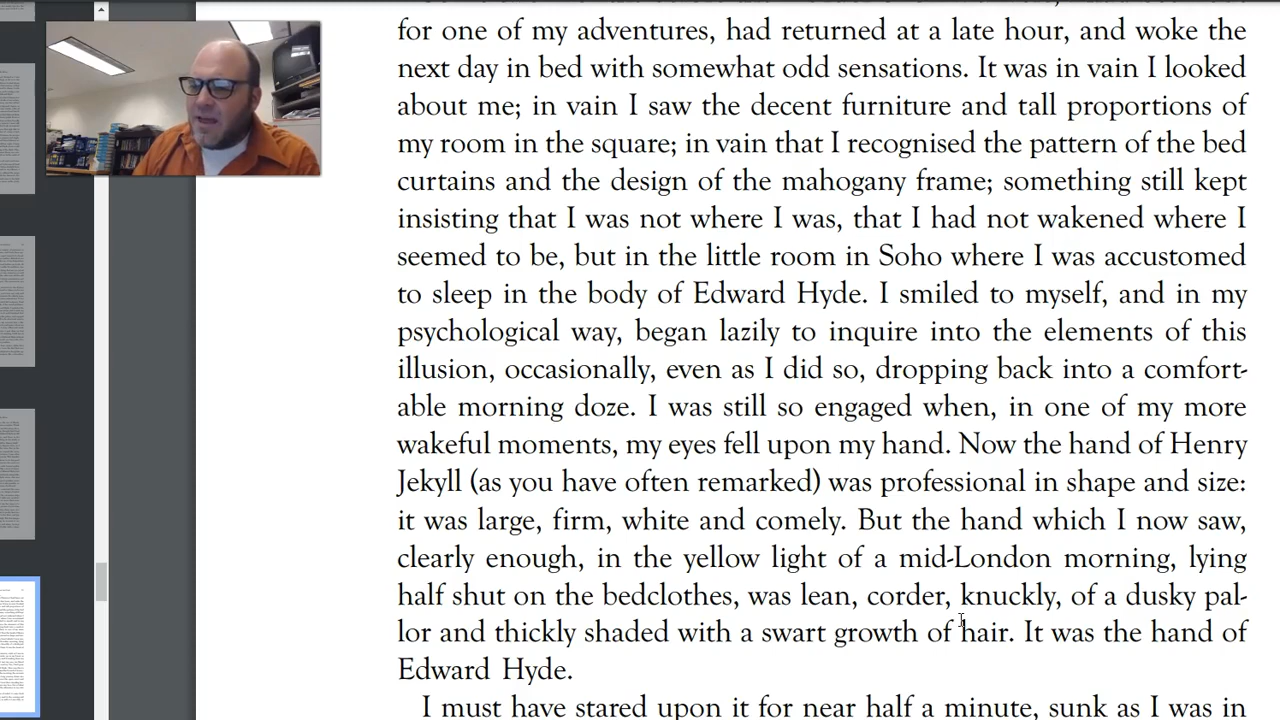 for one of my adventures, had returned at a late hour, and woke the
next day in bed with somewhat odd sensations. It was in vain I looked
about me; in vain I saw the decent furniture and tall proportions of
my room in the square; in vain that I recognised the pattern of the bed
curtains and the design of the mahogany frame; something still kept
insisting that I was not where I was, that I had not wakened where I
seemed to be, but in the little room in Soho where I was accustomed
to sleep in the body of Edward Hyde. I smiled to myself, and in my
psychological way, began lazily to inquire into the elements of this
illusion, occasionally, even as I did so, dropping back into a comfort-
able morning doze. I was still so engaged when, in one of my more
wakeful moments, my eyes fell upon my hand. Now the hand of Henry
Jekyll (as you have often remarked) was professional in shape and size:
it was large, firm, white and comely. But the hand which I now saw,
clearly enough, in the yellow light of a mid-London morning, lying
half shut on the bedclothes, was lean, corder, knuckly, of a dusky pal-
lor and thickly shaded with a swart growth of hair. It was the hand of
Edward Hyde.
I must have stared upon it for near half a minute, sunk as I was in